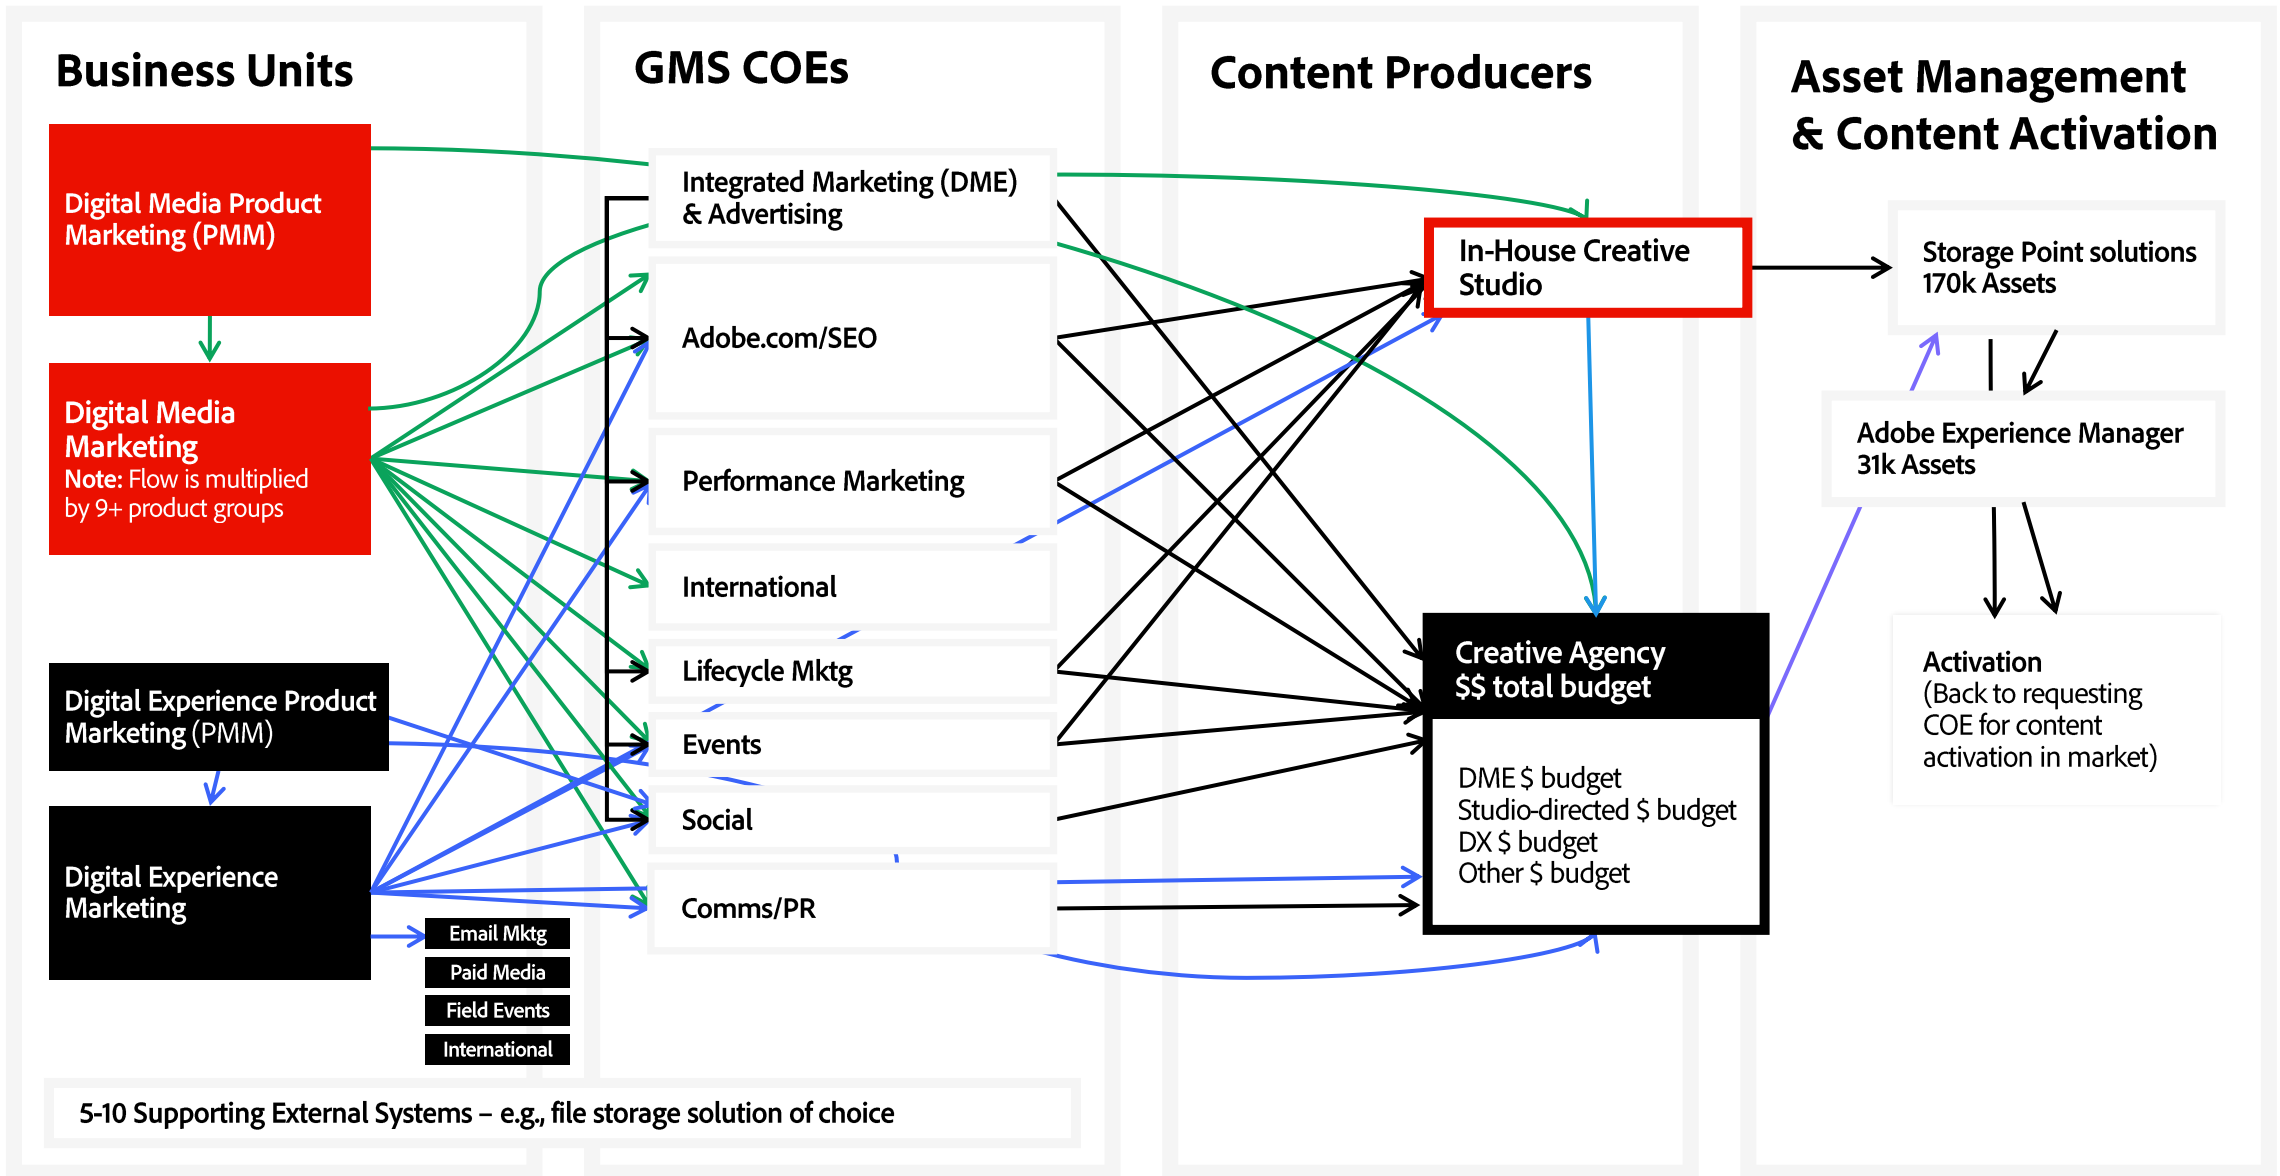 Business Units
Digital Media Product
Marketing (PMM)
Digital Media
Marketing
Note: Flow is multiplied
by 9+ product groups
Digital Experience Product
Marketing (PMM)
Digital Experience
Marketing
Email Mktg
Paid Media
Field Events
International
5-10 Supporting External Systems – e.g., file storage solution of choice
GMS COEs
Integrated Marketing (DME)
& Advertising
Adobe.com/SEO
Performance Marketing
International
Lifecycle Mktg
Events
Social
Comms/PR
Content Producers
In-House Creative
Studio
Creative Agency
$$ total budget
DME $ budget
Studio-directed $ budget
DX $ budget
Other $ budget
Asset Management
& Content Activation
Storage Point solutions
170k Assets
Adobe Experience Manager
31k Assets
Activation
(Back to requesting
COE for content
activation in market)